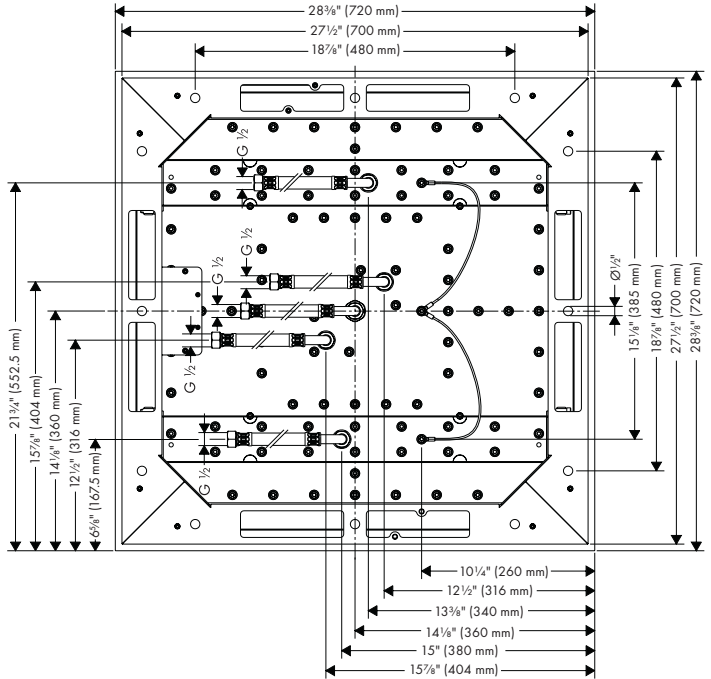 28⅜" (720 mm)
27½" (700 mm)
18⅞" (480 mm)
G ½
G ½
G ½
G ½
G ½
Ø½"
21¾" (552.5 mm)
15⅞" (404 mm)
14⅛" (360 mm)
12½" (316 mm)
6⅝" (167.5 mm)
15⅛" (385 mm)
18⅞" (480 mm)
27½" (700 mm)
28⅜" (720 mm)
10¼" (260 mm)
12½" (316 mm)
13⅜" (340 mm)
14⅛" (360 mm)
15" (380 mm)
15⅞" (404 mm)